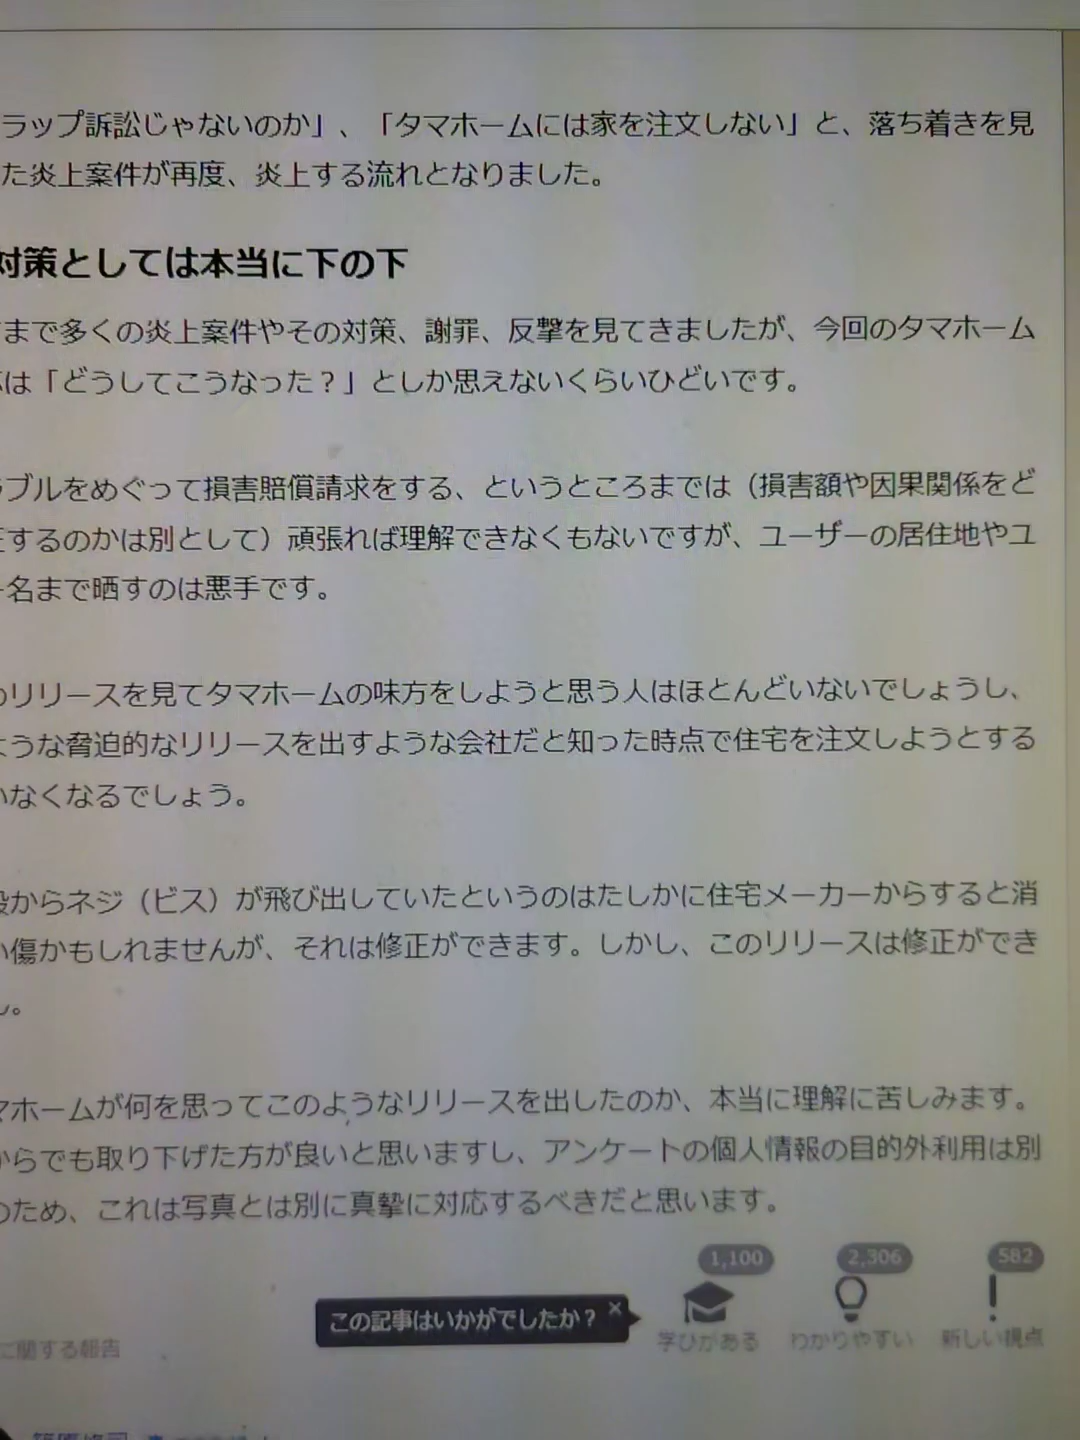 ラップ訴訟じゃないのか」、「タマホームには家を注文しない」と、落ち着きを見
た炎上案件が再度、炎上する流れとなりました。
対策としては本当に下の下
まで多くの炎上案件やその対策、謝罪、反撃を見てきましたが、今回のタマホーム
は「どうしてこうなった？」としか思えないくらいひどいです。
ラブルをめぐって損害賠償請求をする、というところまでは（損害額や因果関係をど
するのかは別として）頑張れば理解できなくもないですが、ユーザーの居住地やユ
ー名まで晒すのは悪手です。
のリリースを見てタマホームの味方をしようと思う人はほとんどいないでしょうし、
ような脅迫的なリリースを出すような会社だと知った時点で住宅を注文しようとする
いなくなるでしょう。
段からネジ（ビス）が飛び出していたというのはたしかに住宅メーカーからすると消
い傷かもしれませんが、それは修正ができます。しかし、このリリースは修正ができ
ん。
マホームが何を思ってこのようなリリースを出したのか、本当に理解に苦しみます。
からでも取り下げた方が良いと思いますし、アンケートの個人情報の目的外利用は別
のため、これは写真とは別に真摯に対応するべきだと思います。
1,100 2,306 582
この記事はいかがでしたか？ ×
学びがある わかりやすい 新しい視点
に関する報告